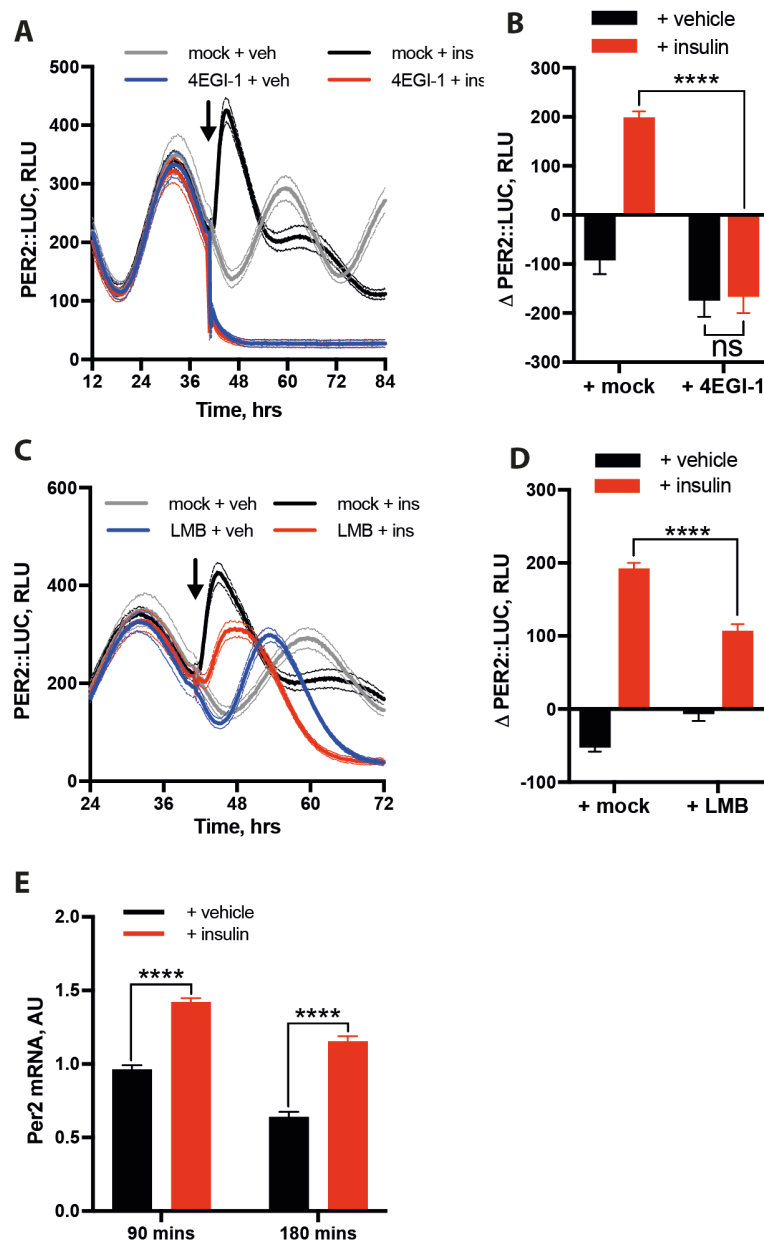 A
mock + veh
mock + ins
4EGI-1 + veh
4EGI-1 + ins
500
400
300
200
100
0
PER2::LUC, RLU
12
24
36
48
60
72
84
Time, hrs
B
+ vehicle
+ insulin
300
200
100
0
-100
-200
-300
Δ PER2::LUC, RLU
****
ns
+ mock
+ 4EGI-1
C
mock + veh
mock + ins
LMB + veh
LMB + ins
600
400
200
0
PER2::LUC, RLU
24
36
48
60
72
Time, hrs
D
+ vehicle
+ insulin
300
200
100
0
-100
Δ PER2::LUC, RLU
****
+ mock
+ LMB
E
+ vehicle
+ insulin
2.0
1.5
1.0
0.5
0.0
Per2 mRNA, AU
****
****
90 mins
180 mins